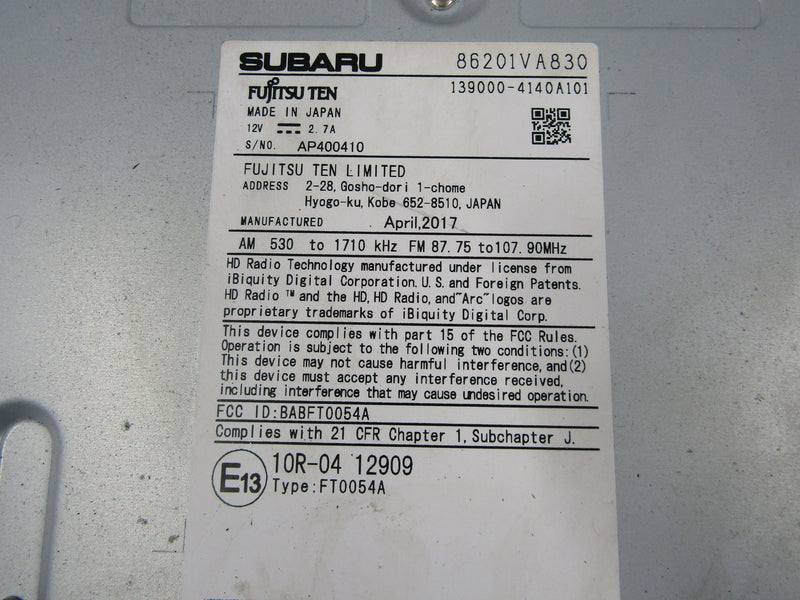 SUBARU 86201VA830
FUJITSU TEN 139000-4140A101
MADE IN JAPAN
12V 2.7A
S/NO. AP400410
FUJITSU TEN LIMITED
ADDRESS 2-28, Gosho-dori 1-chome
Hyogo-ku, Kobe 652-8510, JAPAN
MANUFACTURED April,2017
AM 530 to 1710 kHz FM 87.75 to107.90MHz
HD Radio Technology manufactured under license from
iBiquity Digital Corporation. U.S. and Foreign Patents.
HD Radio ™ and the HD, HD Radio, and"Arc"logos are
proprietary trademarks of iBiquity Digital Corp.
This device complies with part 15 of the FCC Rules.
Operation is subject to the following two conditions:(1)
This device may not cause harmful interference, and(2)
this device must accept any interference received,
including interference that may cause undesired operation.
FCC ID:BABFT0054A
Complies with 21 CFR Chapter 1, Subchapter J.
E13 10R-04 12909
Type:FT0054A